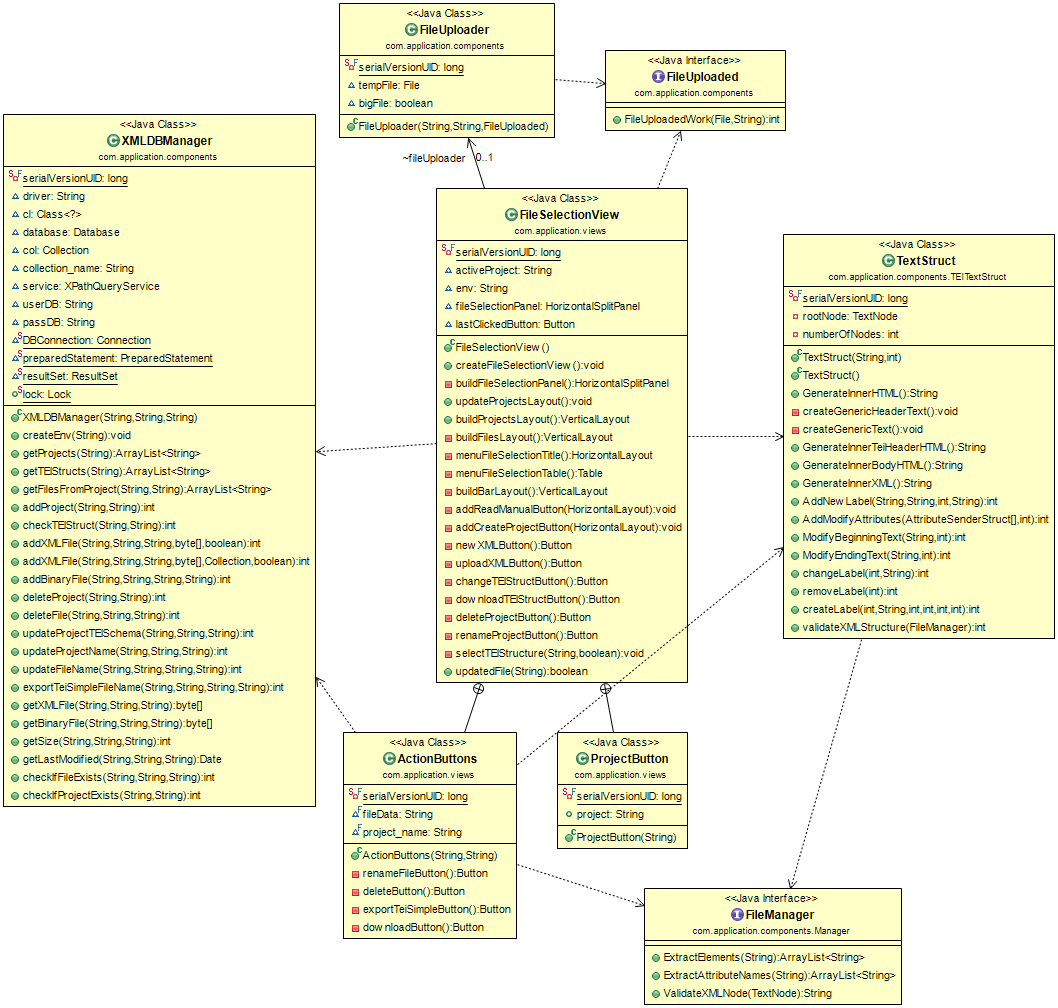 <<Java Class>>
FileUploader
com.application.components
serialVersionUID: long
tempFile: File
bigFile: boolean
FileUploader(String,String,FileUploaded)
<<Java Interface>>
FileUploaded
com.application.components
FileUploadedWork(File,String):int
~fileUploader
0..1
<<Java Class>>
XMLDBManager
com.application.components
serialVersionUID: long
driver: String
cl: Class<?>
database: Database
col: Collection
collection_name: String
service: XPathQueryService
userDB: String
passDB: String
DBConnection: Connection
preparedStatement: PreparedStatement
resultSet: ResultSet
lock: Lock
XMLDBManager(String,String,String)
createEnv(String):void
getProjects(String):ArrayList<String>
getTEIStructs(String):ArrayList<String>
getFilesFromProject(String,String):ArrayList<String>
addProject(String,String):int
checkTEIStruct(String,String):int
addXMLFile(String,String,String,byte[],boolean):int
addXMLFile(String,String,String,byte[],Collection,boolean):int
addBinaryFile(String,String,String,String):int
deleteProject(String,String):int
deleteFile(String,String,String):int
updateProjectTEISchema(String,String,String):int
updateProjectName(String,String,String):int
updateFileName(String,String,String,String):int
exportTeiSimpleFileName(String,String,String,String):int
getXMLFile(String,String,String):byte[]
getBinaryFile(String,String,String):byte[]
getSize(String,String,String):int
getLastModified(String,String,String):Date
checkIfFileExists(String,String,String):int
checkIfProjectExists(String,String):int
<<Java Class>>
FileSelectionView
com.application.views
serialVersionUID: long
activeProject: String
env: String
fileSelectionPanel: HorizontalSplitPanel
lastClickedButton: Button
FileSelectionView()
createFileSelectionView():void
buildFileSelectionPanel():HorizontalSplitPanel
updateProjectsLayout():void
buildProjectsLayout():VerticalLayout
buildFilesLayout():VerticalLayout
menuFileSelectionTitle():HorizontalLayout
menuFileSelectionTable():Table
buildBarLayout():VerticalLayout
addReadManualButton(HorizontalLayout):void
addCreateProjectButton(HorizontalLayout):void
newXMLButton():Button
uploadXMLButton():Button
changeTEIStructButton():Button
downloadTEIStructButton():Button
deleteProjectButton():Button
renameProjectButton():Button
selectTEIStructure(String,boolean):void
updatedFile(String):boolean
<<Java Class>>
TextStruct
com.application.components.TEITextStruct
serialVersionUID: long
rootNode: TextNode
numberOfNodes: int
TextStruct(String,int)
TextStruct()
GenerateInnerHTML():String
createGenericHeaderText():void
createGenericText():void
GenerateInnerTeiHeaderHTML():String
GenerateInnerBodyHTML():String
GenerateInnerXML():String
AddNewLabel(String,String,int,String):int
AddModifyAttributes(AttributeSenderStruct[],int):int
ModifyBeginningText(String,int):int
ModifyEndingText(String,int):int
changeLabel(int,String):int
removeLabel(int):int
createLabel(int,String,int,int,int,int):int
validateXMLStructure(FileManager):int
<<Java Class>>
ActionButtons
com.application.views
serialVersionUID: long
fileData: String
project_name: String
ActionButtons(String,String)
renameFileButton():Button
deleteButton():Button
exportTeiSimpleButton():Button
downloadButton():Button
<<Java Class>>
ProjectButton
com.application.views
serialVersionUID: long
project: String
ProjectButton(String)
<<Java Interface>>
FileManager
com.application.components.Manager
ExtractElements(String):ArrayList<String>
ExtractAttributeNames(String):ArrayList<String>
ValidateXMLNode(TextNode):String